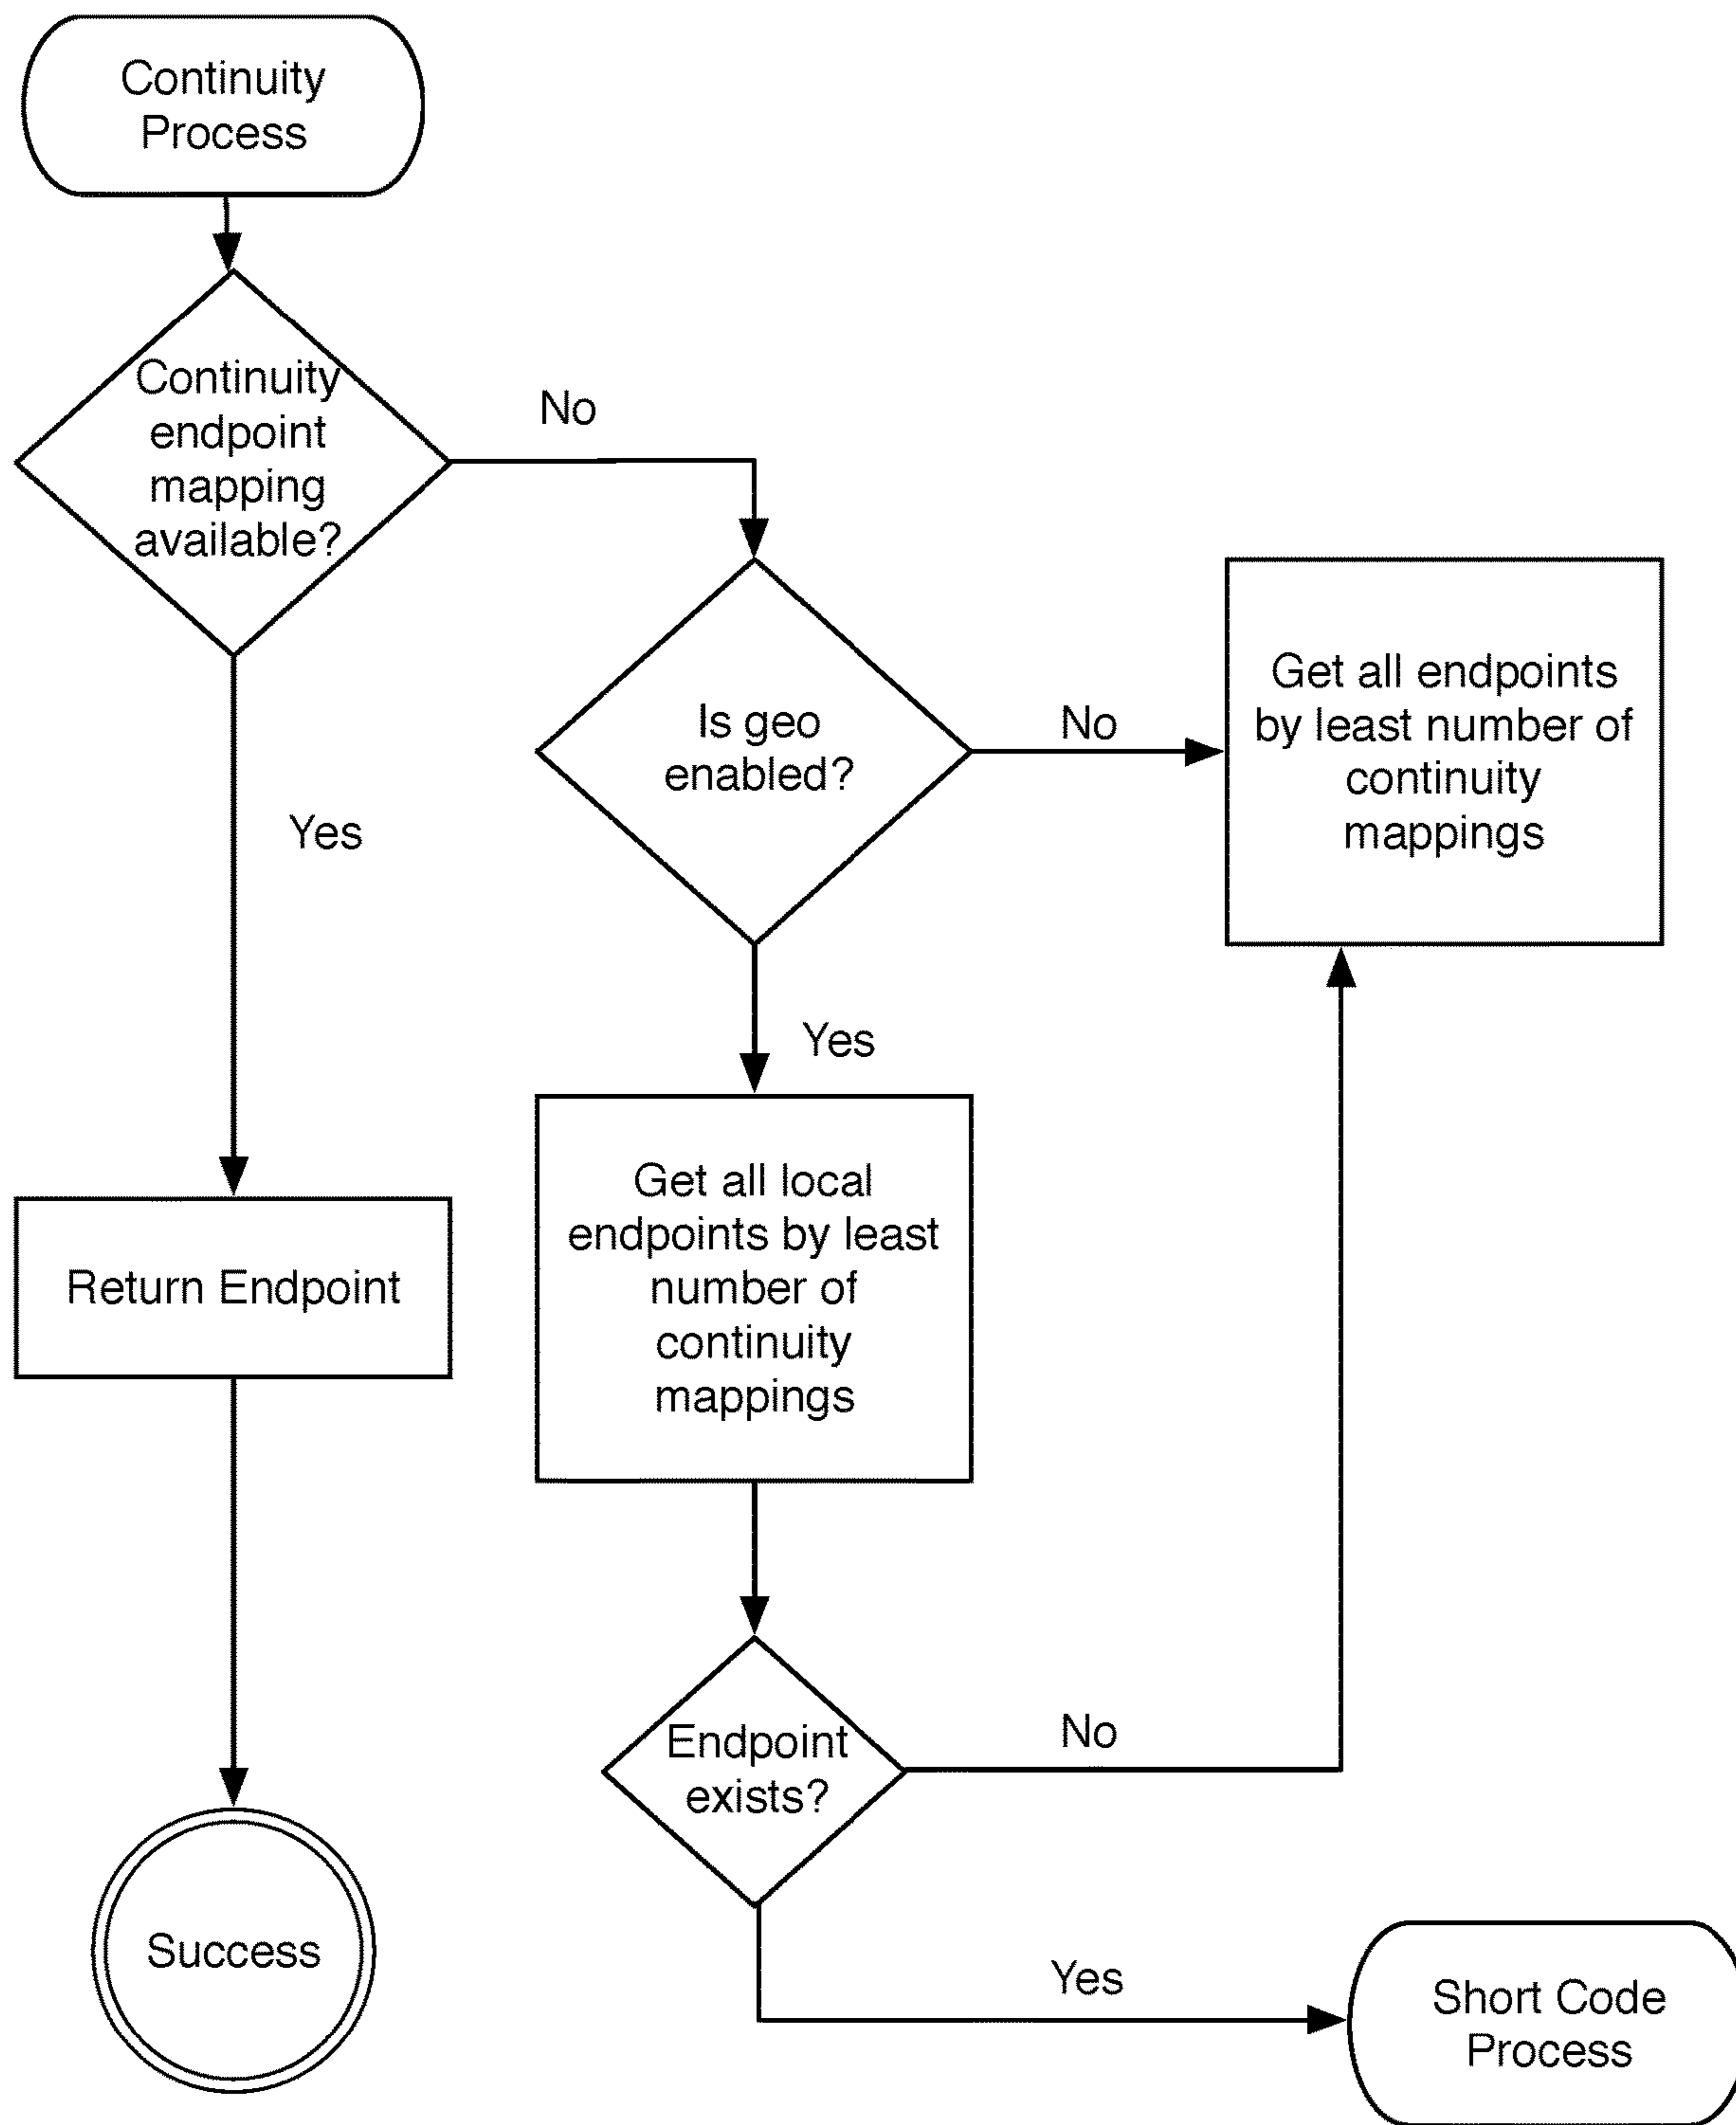 Continuity
Process
Continuity
endpoint
mapping
available?
No
Yes
Is geo
enabled?
No
Get all endpoints
by least number of
continuity
mappings
Yes
Return Endpoint
Get all local
endpoints by least
number of
continuity
mappings
Endpoint
exists?
No
Success
Yes
Short Code
Process